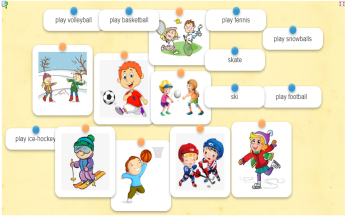 play volleyball
play basketball
play tennis
play snowballs
skate
ski
play football
play ice-hockey